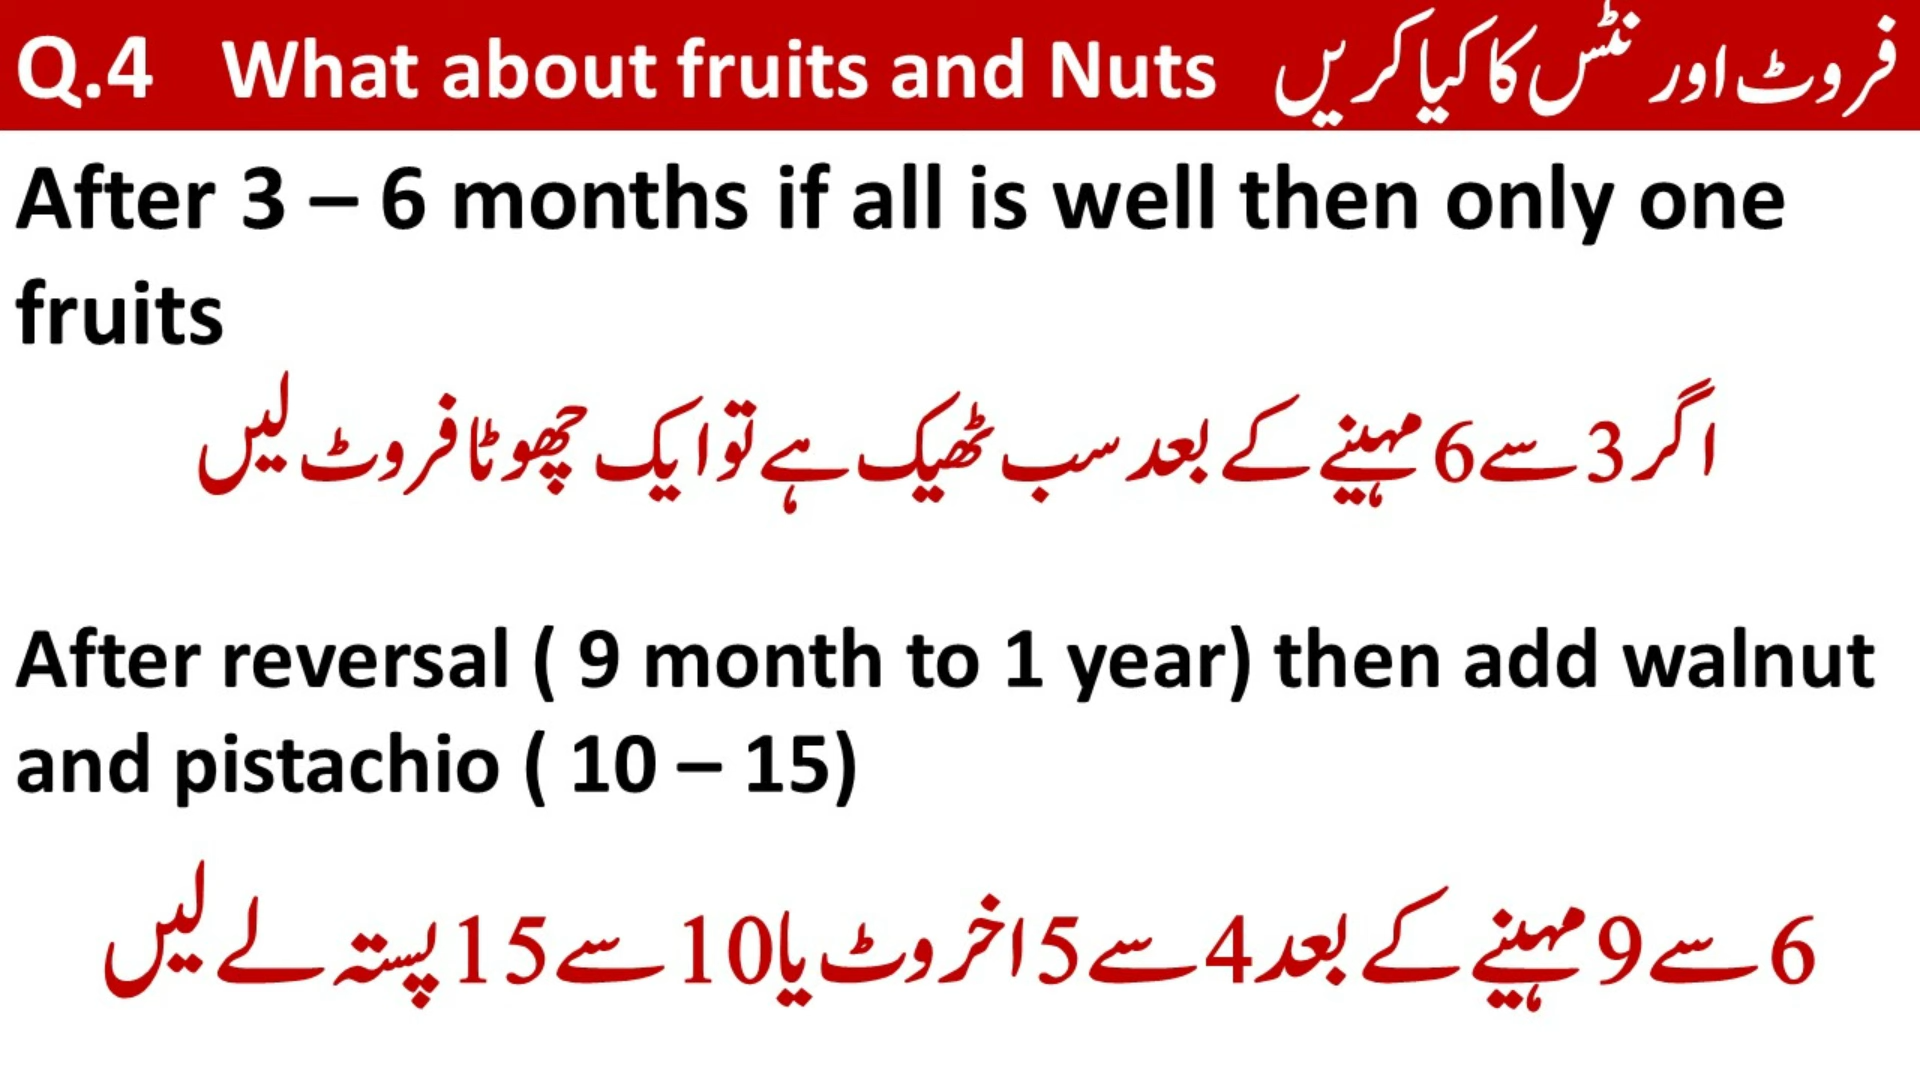 Q.4 What about fruits and Nuts فروٹ اور نٹس کا کیا کریں
After 3 – 6 months if all is well then only one
fruits
اگر 3 سے 6 مہینے کے بعد سب ٹھیک ہے تو ایک چھوٹا فروٹ لیں
After reversal ( 9 month to 1 year) then add walnut
and pistachio ( 10 – 15)
6 سے 9 مہینے کے بعد 4 سے 5 اخروٹ یا 10 سے 15 پستہ لے لیں